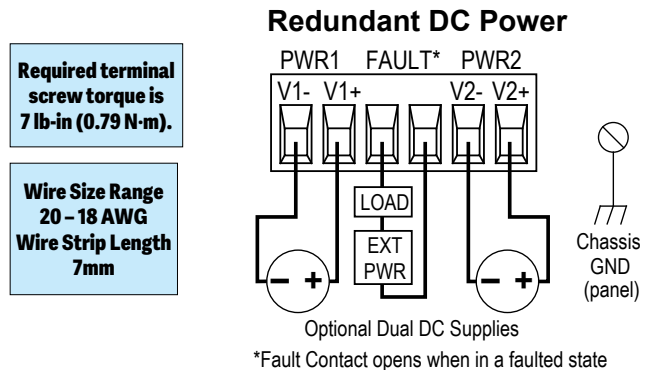 Redundant DC Power
Required terminal
screw torque is
7 lb-in (0.79 N·m).
Wire Size Range
20 – 18 AWG
Wire Strip Length
7mm
PWR1 FAULT* PWR2
V1- V1+ V2- V2+
LOAD
EXT
PWR
- + - +
Chassis
GND
(panel)
Optional Dual DC Supplies
*Fault Contact opens when in a faulted state